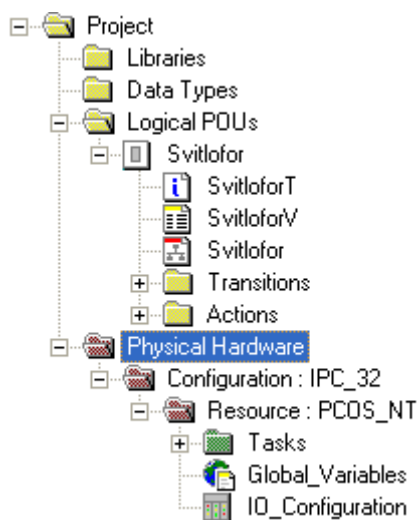 Project
Libraries
Data Types
Logical POUs
Svitlofor
SvitloforT
SvitloforV
Svitlofor
Transitions
Actions
Physical Hardware
Configuration : IPC_32
Resource : PCOS_NT
Tasks
Global_Variables
IO_Configuration